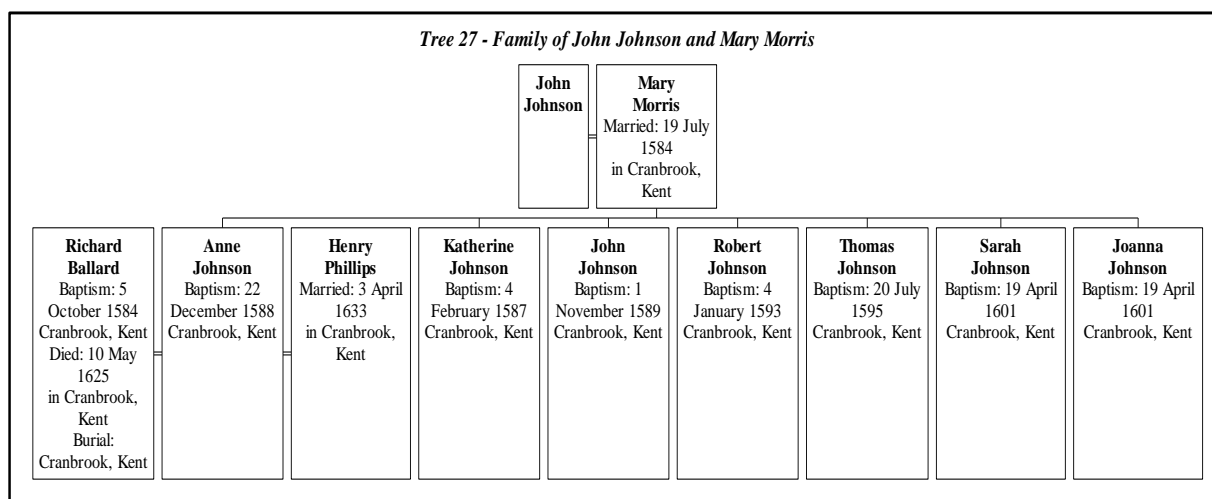 Tree 27 - Family of John Johnson and Mary Morris
John
Johnson
Mary
Morris
Married: 19 July
1584
in Cranbrook,
Kent
Richard
Ballard
Baptism: 5
October 1584
Cranbrook, Kent
Died: 10 May
1625
in Cranbrook,
Kent
Burial:
Cranbrook, Kent
Anne
Johnson
Baptism: 22
December 1588
Cranbrook, Kent
Henry
Phillips
Married: 3 April
1633
in Cranbrook,
Kent
Katherine
Johnson
Baptism: 4
February 1587
Cranbrook, Kent
John
Johnson
Baptism: 1
November 1589
Cranbrook, Kent
Robert
Johnson
Baptism: 4
January 1593
Cranbrook, Kent
Thomas
Johnson
Baptism: 20 July
1595
Cranbrook, Kent
Sarah
Johnson
Baptism: 19 April
1601
Cranbrook, Kent
Joanna
Johnson
Baptism: 19 April
1601
Cranbrook, Kent